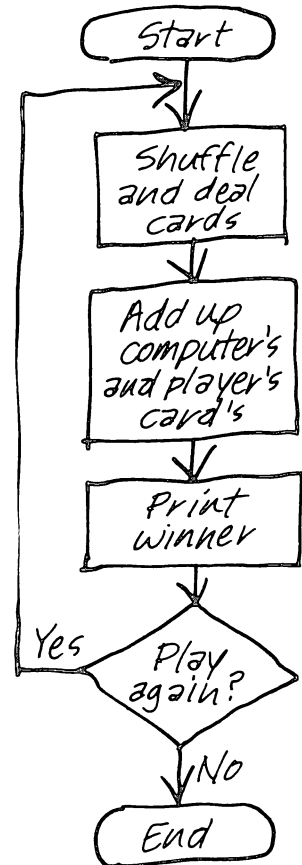 Start
Shuffle
and deal
cards
Add up
computer's
and player's
card's
Print
winner
Yes
Play
again?
No
End